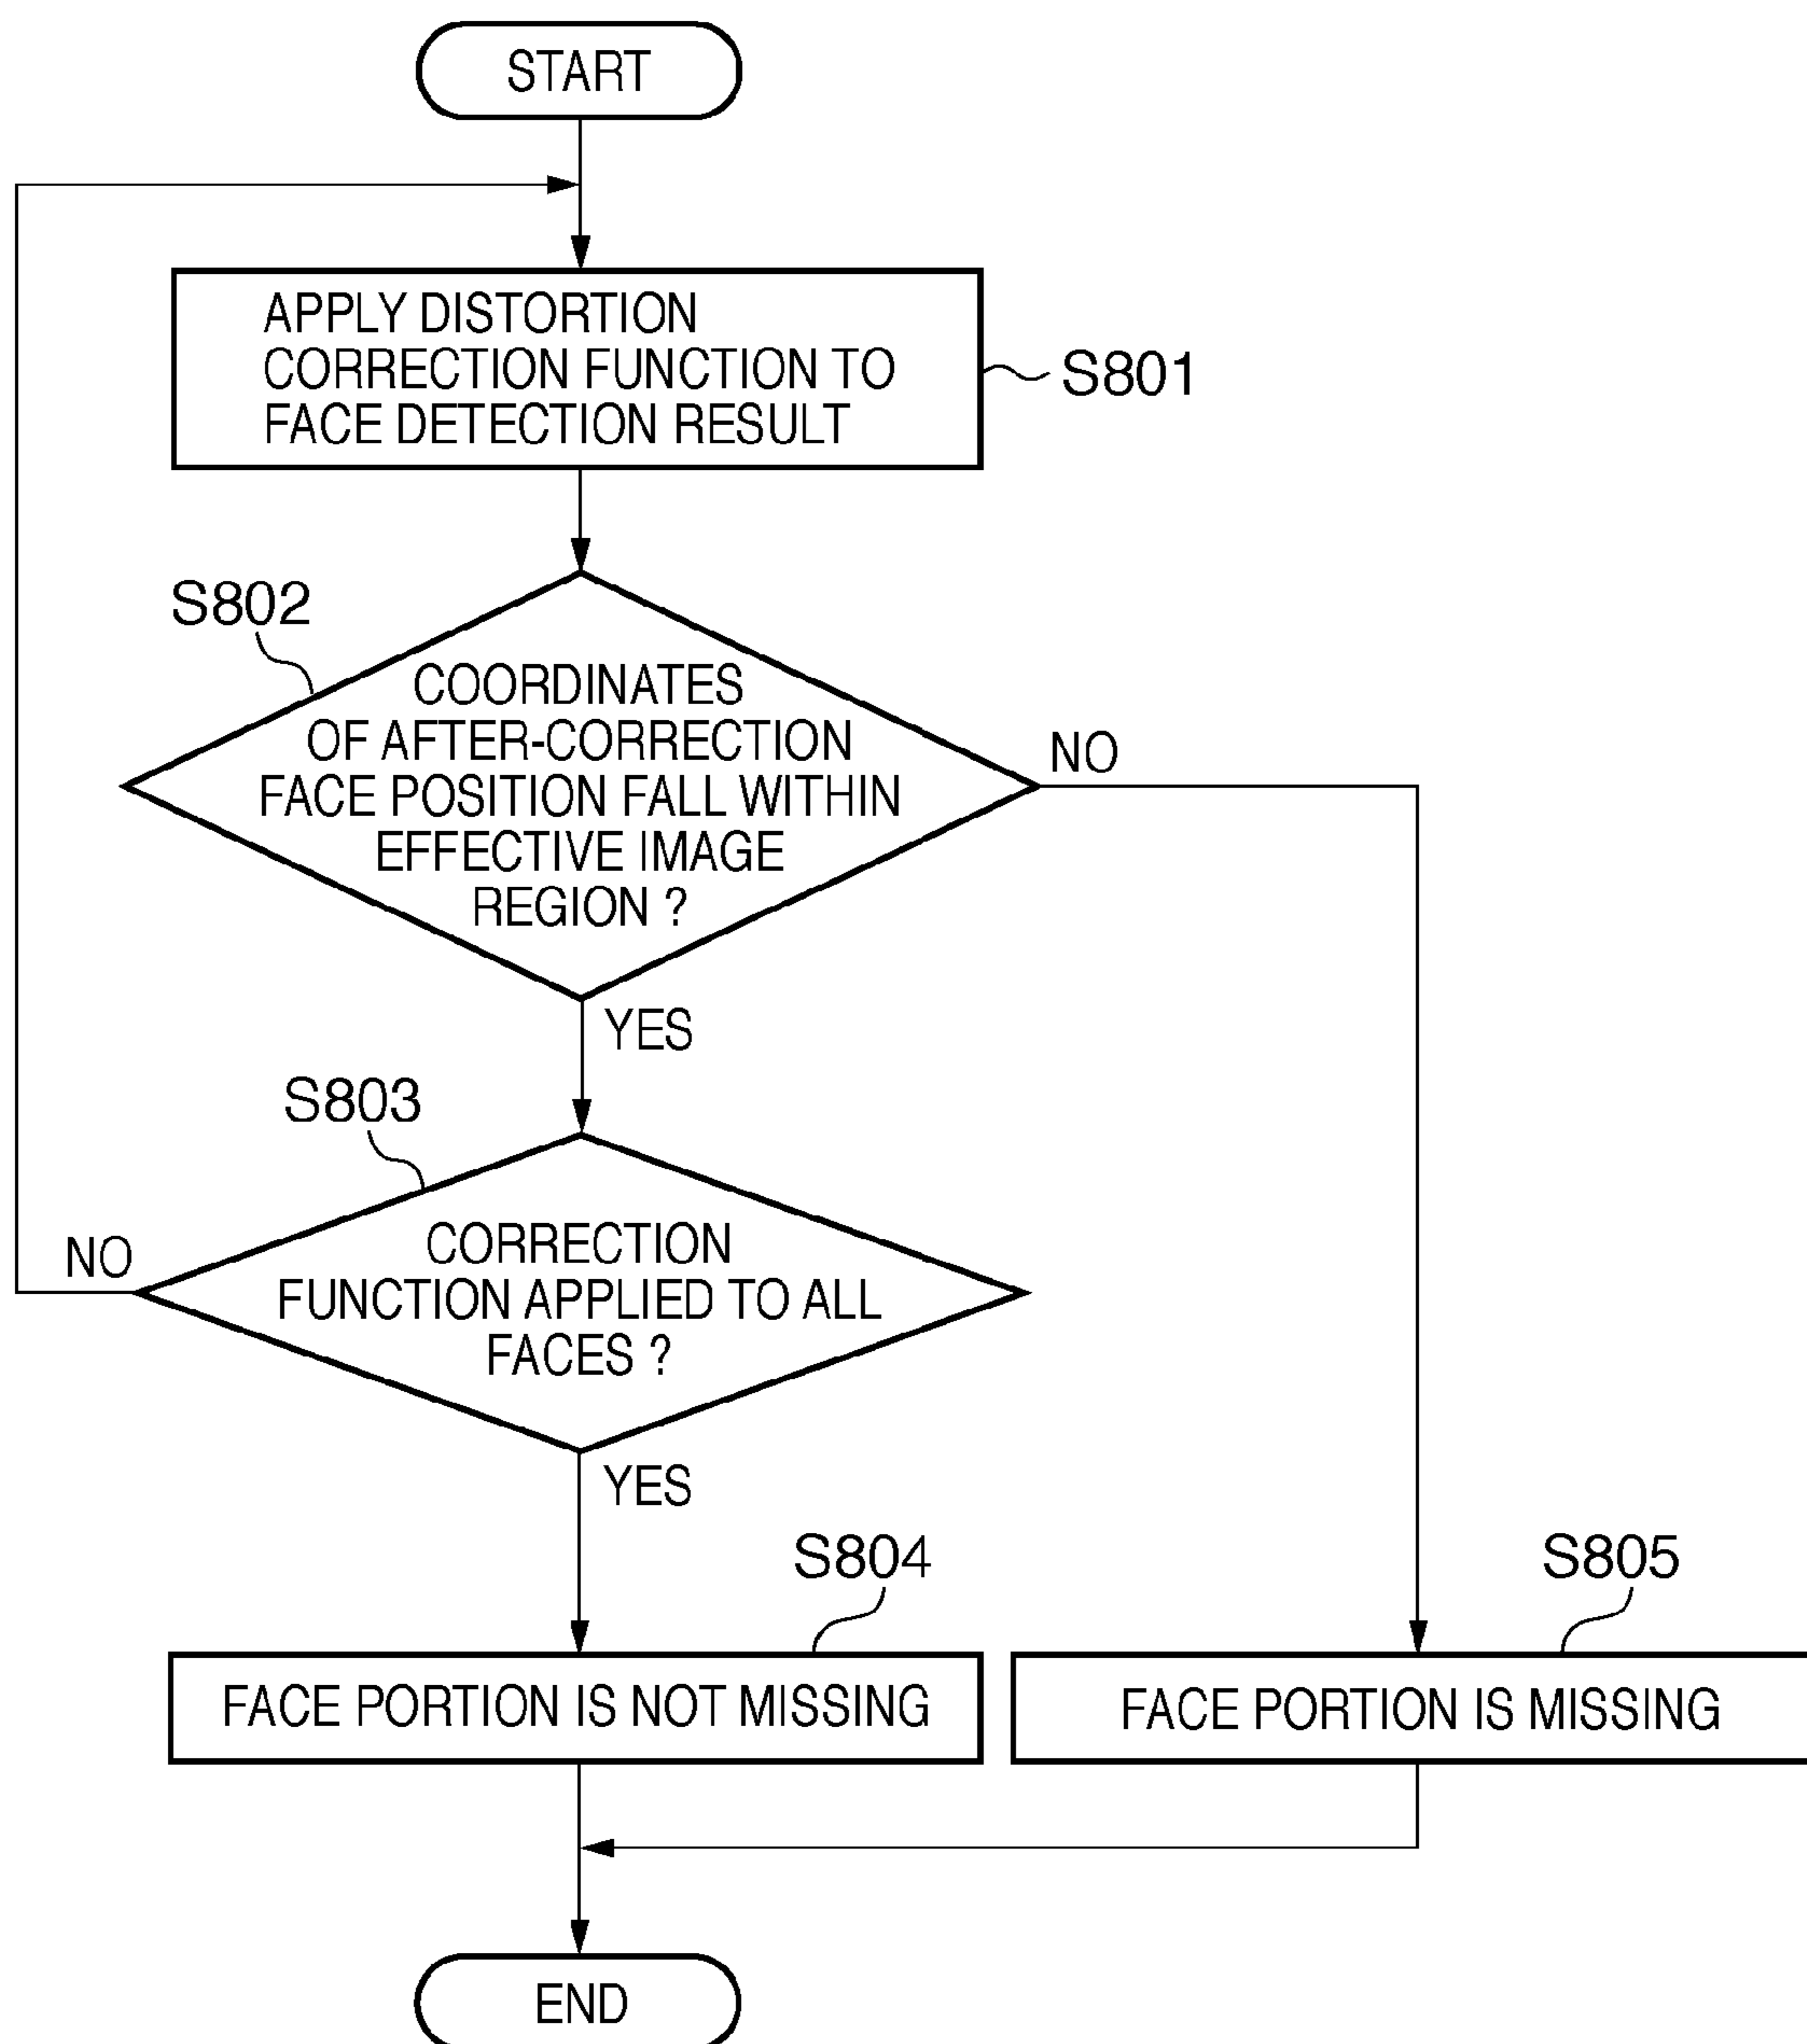 START
APPLY DISTORTION
CORRECTION FUNCTION TO
FACE DETECTION RESULT
S801
S802
COORDINATES
OF AFTER-CORRECTION
FACE POSITION FALL WITHIN
EFFECTIVE IMAGE
REGION ?
NO
YES
S803
CORRECTION
FUNCTION APPLIED TO ALL
FACES ?
NO
YES
S804
FACE PORTION IS NOT MISSING
S805
FACE PORTION IS MISSING
END